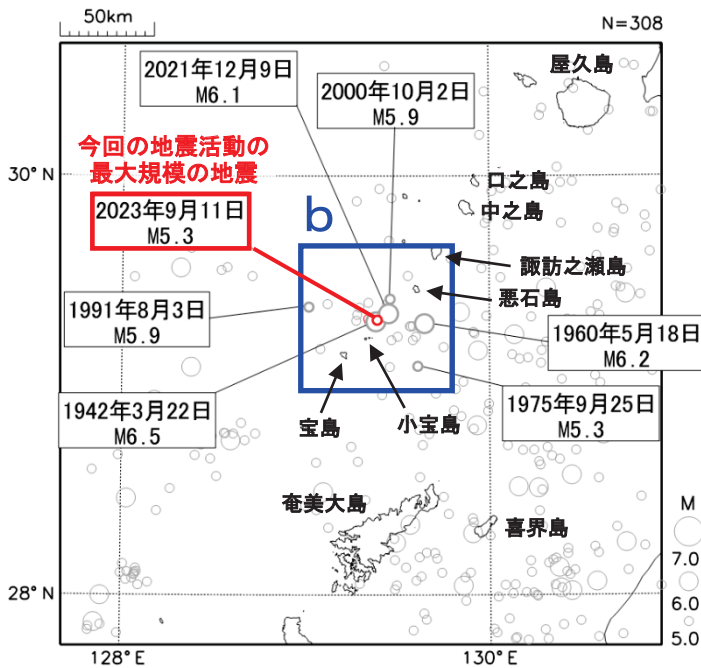 50km
N=308
2021年12月9日
M6.1
2000年10月2日
M5.9
屋久島
今回の地震活動の
最大規模の地震
30° N
口之島
中之島
2023年9月11日
M5.3
b
諏訪之瀬島
悪石島
1991年8月3日
M5.9
1960年5月18日
M6.2
1942年3月22日
M6.5
宝島
小宝島
1975年9月25日
M5.3
奄美大島
喜界島
M
7.0
6.0
5.0
28° N
128° E
130° E